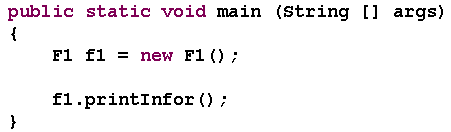 public static void main (String [] args)
{
    F1 f1 = new F1();
    f1.printInfor();
}